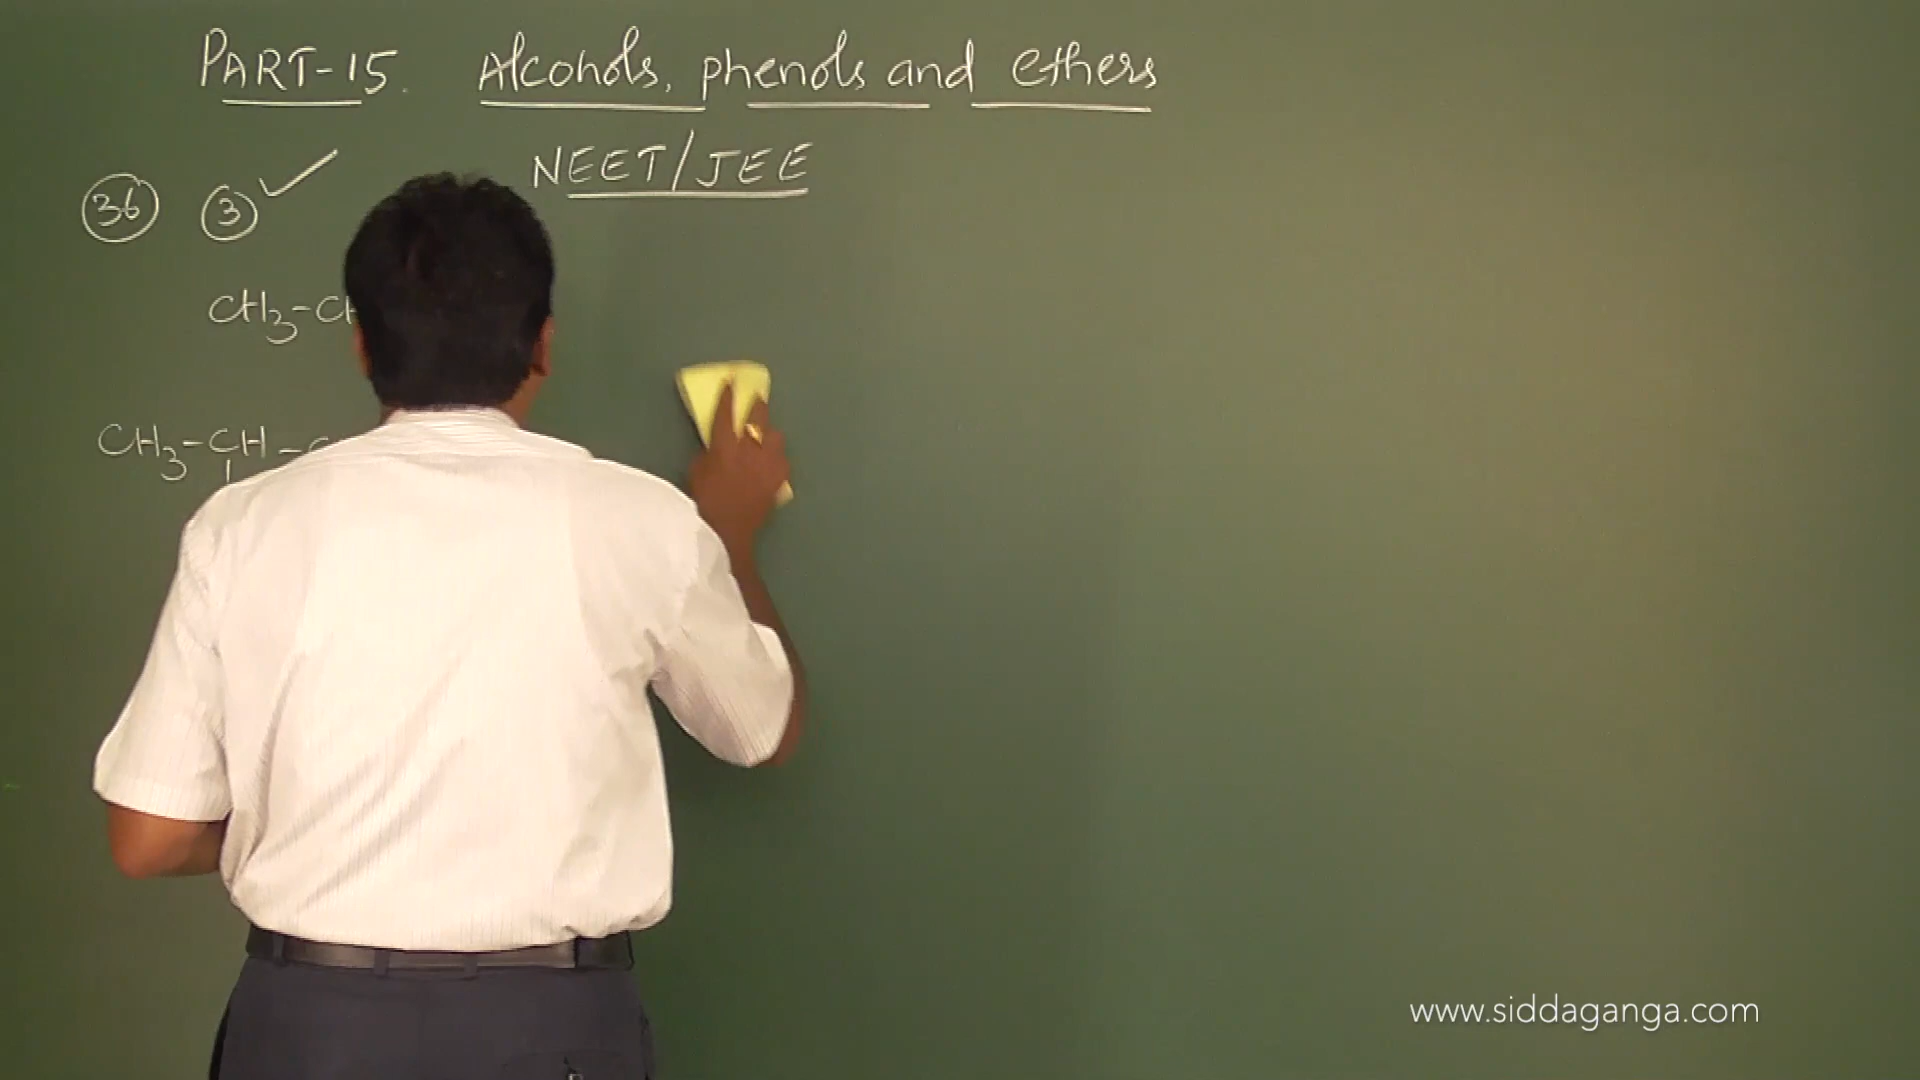 PART-15. Alcohols, phenols and ethers
NEET/JEE
36 3
CH3-CH
CH3-CH-
www.siddaganga.com